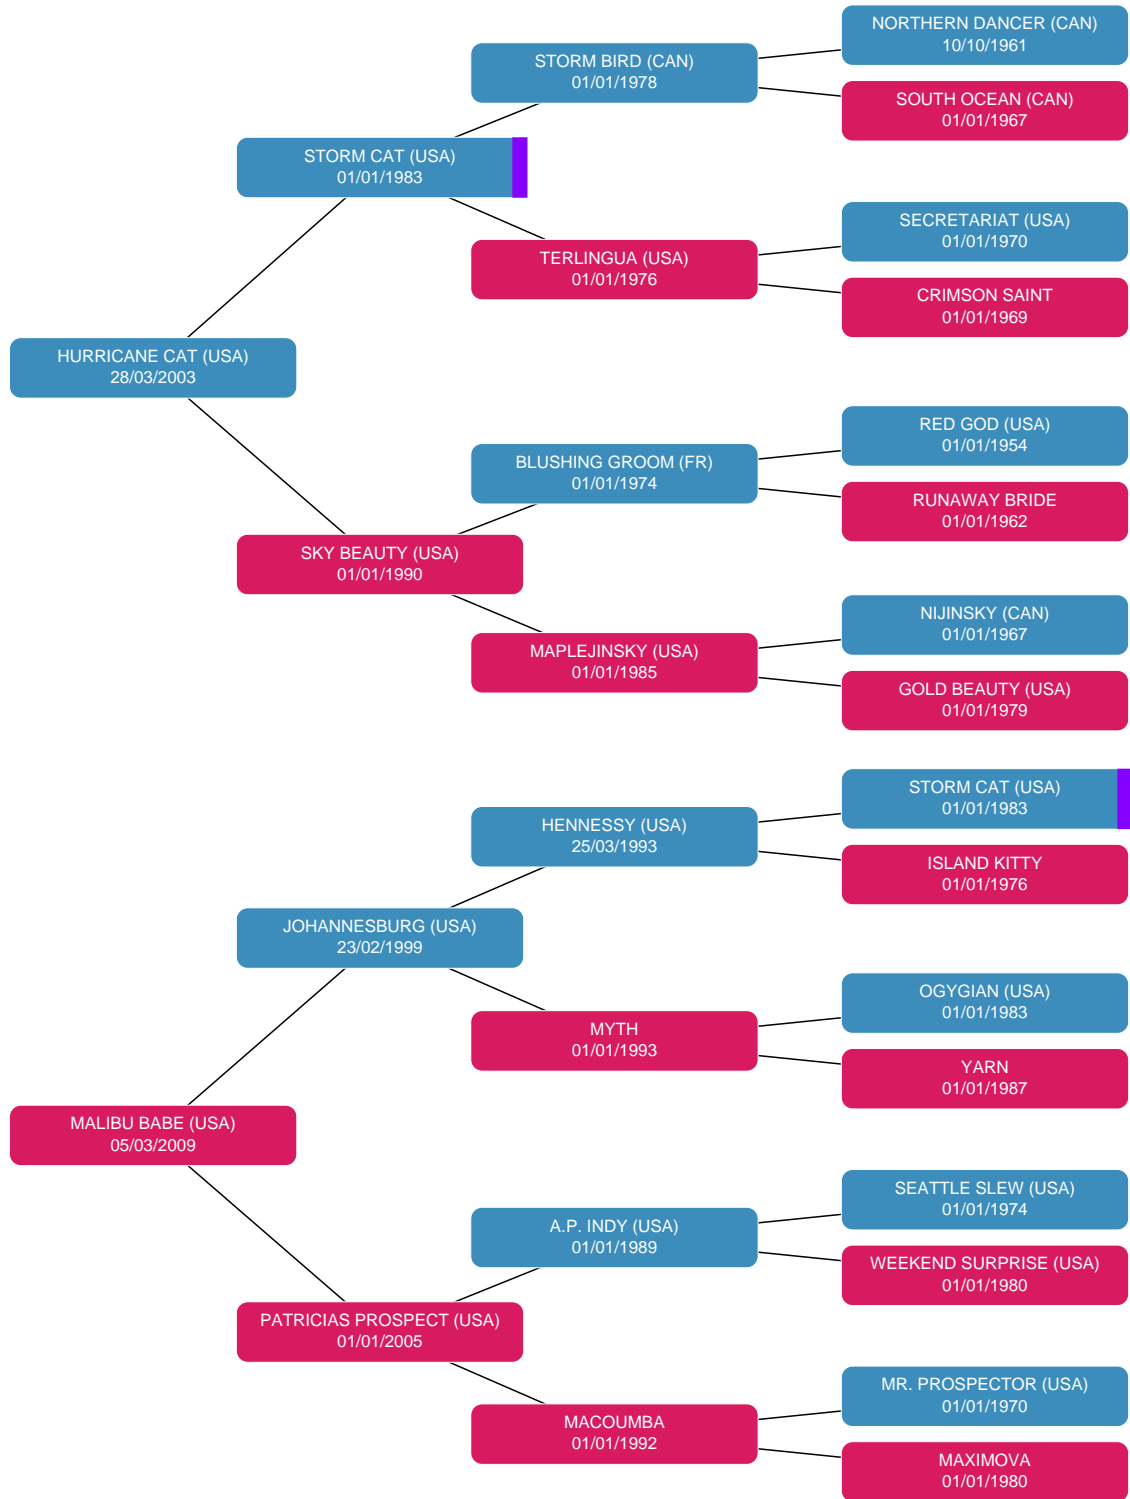 NORTHERN DANCER (CAN)
10/10/1961
STORM BIRD (CAN)
01/01/1978
SOUTH OCEAN (CAN)
01/01/1967
STORM CAT (USA)
01/01/1983
SECRETARIAT (USA)
01/01/1970
TERLINGUA (USA)
01/01/1976
CRIMSON SAINT
01/01/1969
HURRICANE CAT (USA)
28/03/2003
RED GOD (USA)
01/01/1954
BLUSHING GROOM (FR)
01/01/1974
RUNAWAY BRIDE
01/01/1962
SKY BEAUTY (USA)
01/01/1990
NIJINSKY (CAN)
01/01/1967
MAPLEJINSKY (USA)
01/01/1985
GOLD BEAUTY (USA)
01/01/1979
STORM CAT (USA)
01/01/1983
HENNESSY (USA)
25/03/1993
ISLAND KITTY
01/01/1976
JOHANNESBURG (USA)
23/02/1999
OGYGIAN (USA)
01/01/1983
MYTH
01/01/1993
YARN
01/01/1987
MALIBU BABE (USA)
05/03/2009
SEATTLE SLEW (USA)
01/01/1974
A.P. INDY (USA)
01/01/1989
WEEKEND SURPRISE (USA)
01/01/1980
PATRICIAS PROSPECT (USA)
01/01/2005
MR. PROSPECTOR (USA)
01/01/1970
MACOUMBA
01/01/1992
MAXIMOVA
01/01/1980